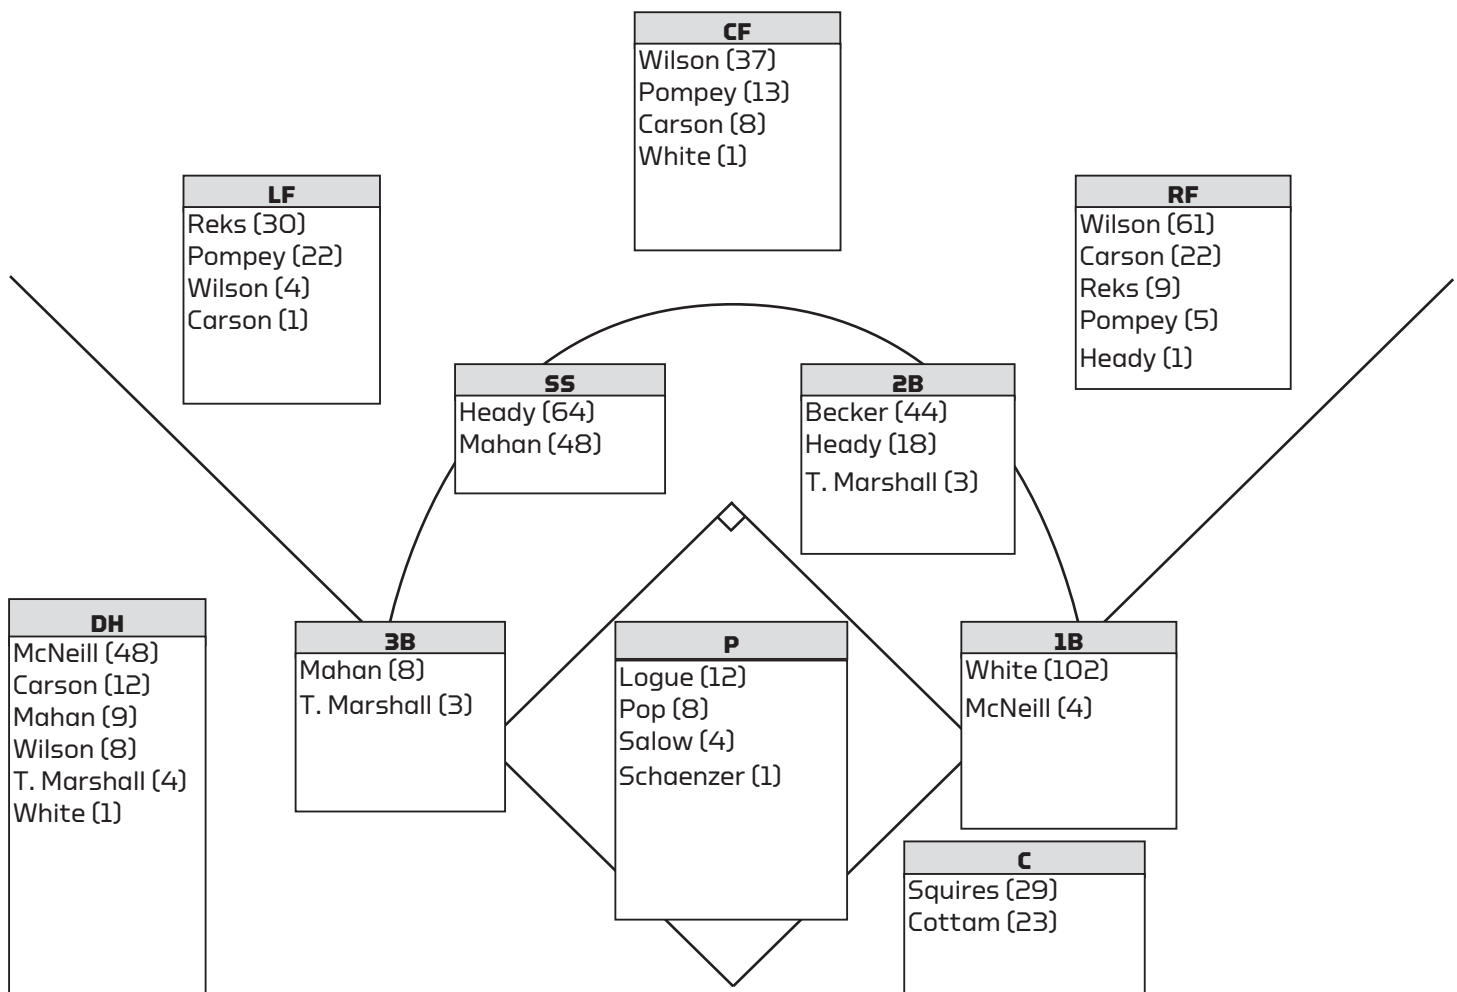 CF
Wilson (37)
Pompey (13)
Carson (8)
White (1)
LF
Reks (30)
Pompey (22)
Wilson (4)
Carson (1)
RF
Wilson (61)
Carson (22)
Reks (9)
Pompey (5)
Heady (1)
SS
Heady (64)
Mahan (48)
2B
Becker (44)
Heady (18)
T. Marshall (3)
DH
McNeill (48)
Carson (12)
Mahan (9)
Wilson (8)
T. Marshall (4)
White (1)
3B
Mahan (8)
T. Marshall (3)
P
Logue (12)
Pop (8)
Salow (4)
Schaenzer (1)
1B
White (102)
McNeill (4)
C
Squires (29)
Cottam (23)